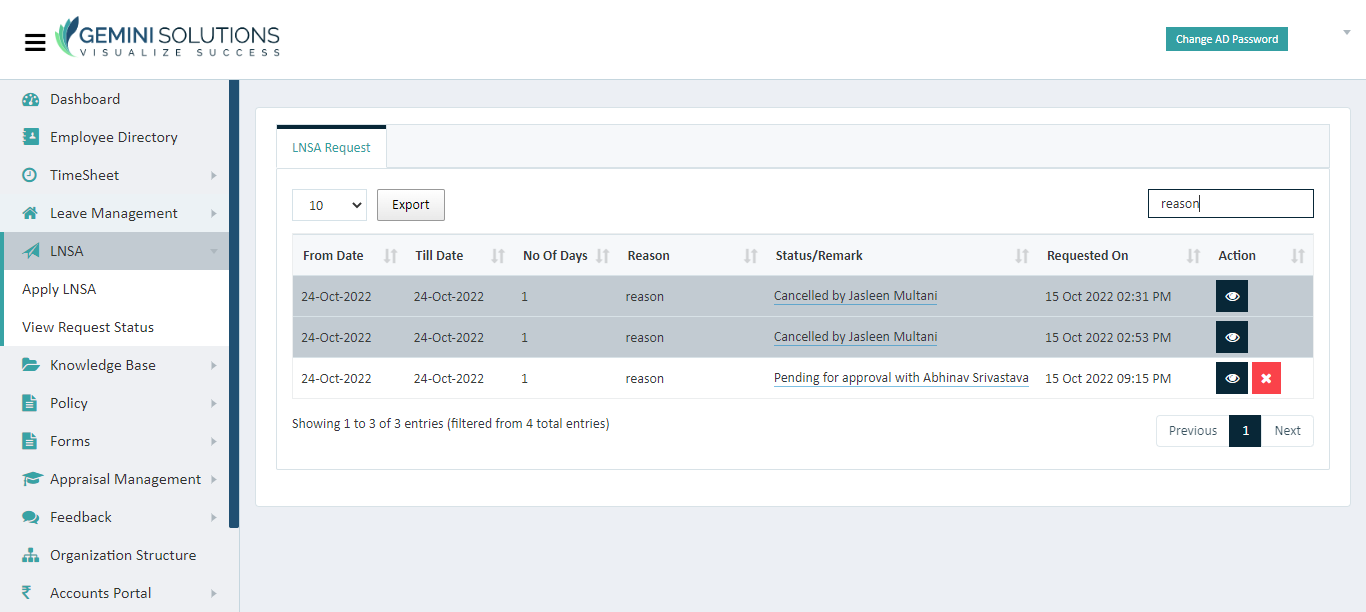 GEMINI SOLUTIONS
VISUALIZE SUCCESS
Change AD Password
Dashboard
Employee Directory
TimeSheet
Leave Management
LNSA
Apply LNSA
View Request Status
Knowledge Base
Policy
Forms
Appraisal Management
Feedback
Organization Structure
₹ Accounts Portal
LNSA Request
10 Export reason
From Date Till Date No Of Days Reason Status/Remark Requested On Action
24-Oct-2022 24-Oct-2022 1 reason Cancelled by Jasleen Multani 15 Oct 2022 02:31 PM
24-Oct-2022 24-Oct-2022 1 reason Cancelled by Jasleen Multani 15 Oct 2022 02:53 PM
24-Oct-2022 24-Oct-2022 1 reason Pending for approval with Abhinav Srivastava 15 Oct 2022 09:15 PM
Showing 1 to 3 of 3 entries (filtered from 4 total entries)
Previous 1 Next